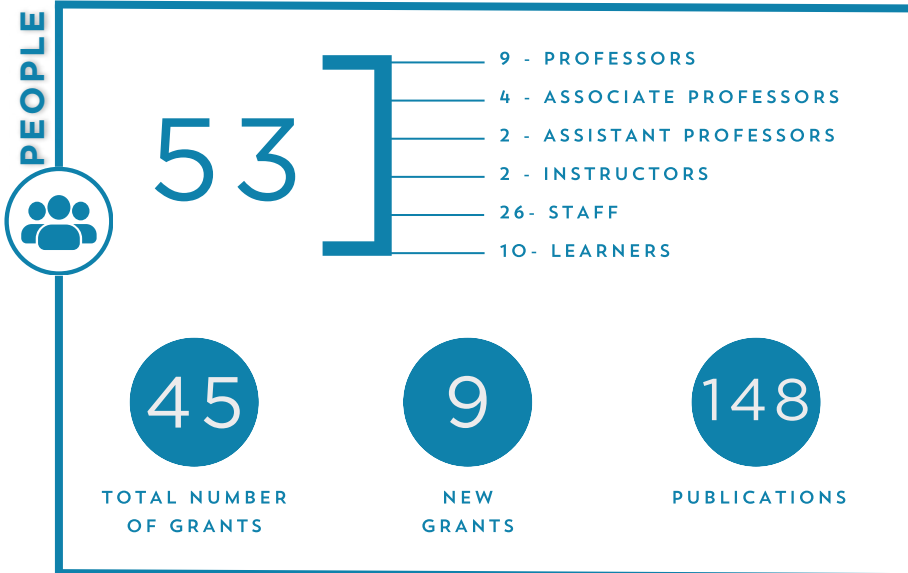 PEOPLE
53
9 - PROFESSORS
4 - ASSOCIATE PROFESSORS
2 - ASSISTANT PROFESSORS
2 - INSTRUCTORS
26- STAFF
10- LEARNERS
45
TOTAL NUMBER
OF GRANTS
9
NEW
GRANTS
148
PUBLICATIONS